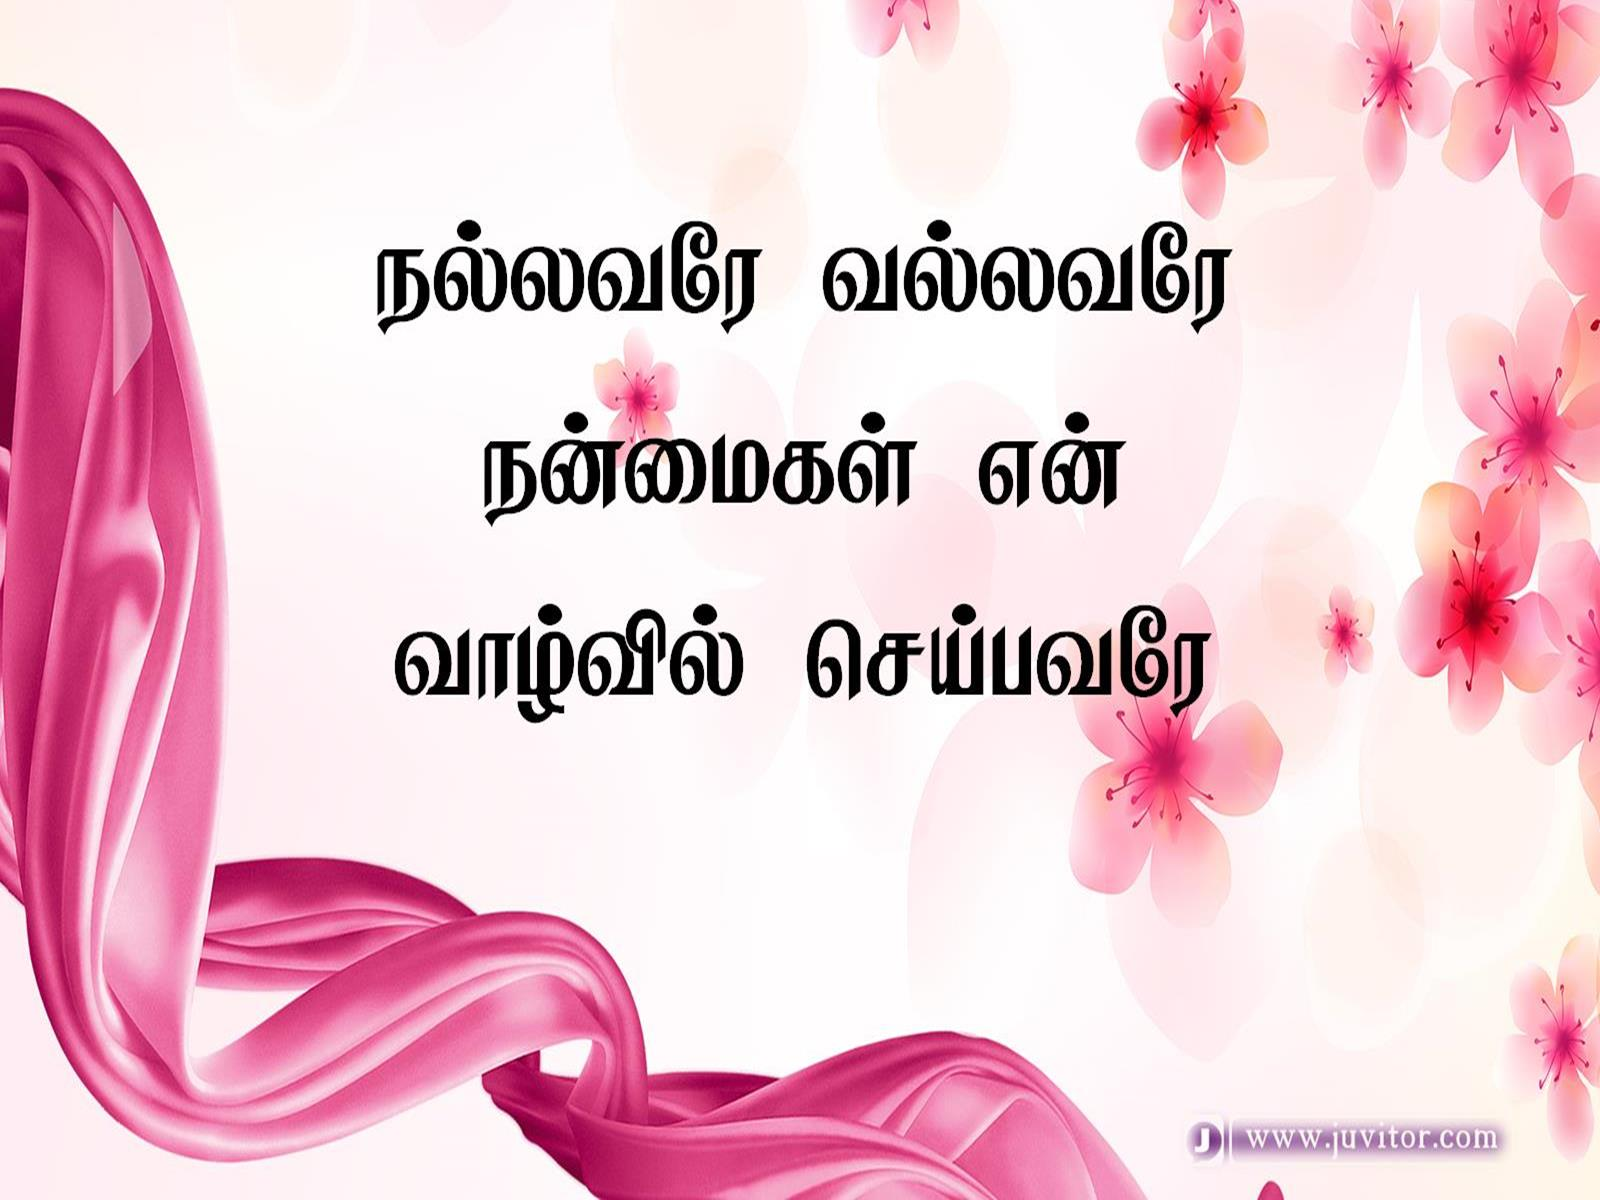 நல்லவரே வல்லவரே
நன்மைகள் என்
வாழ்வில் செய்பவரே
J www.juvitor.com